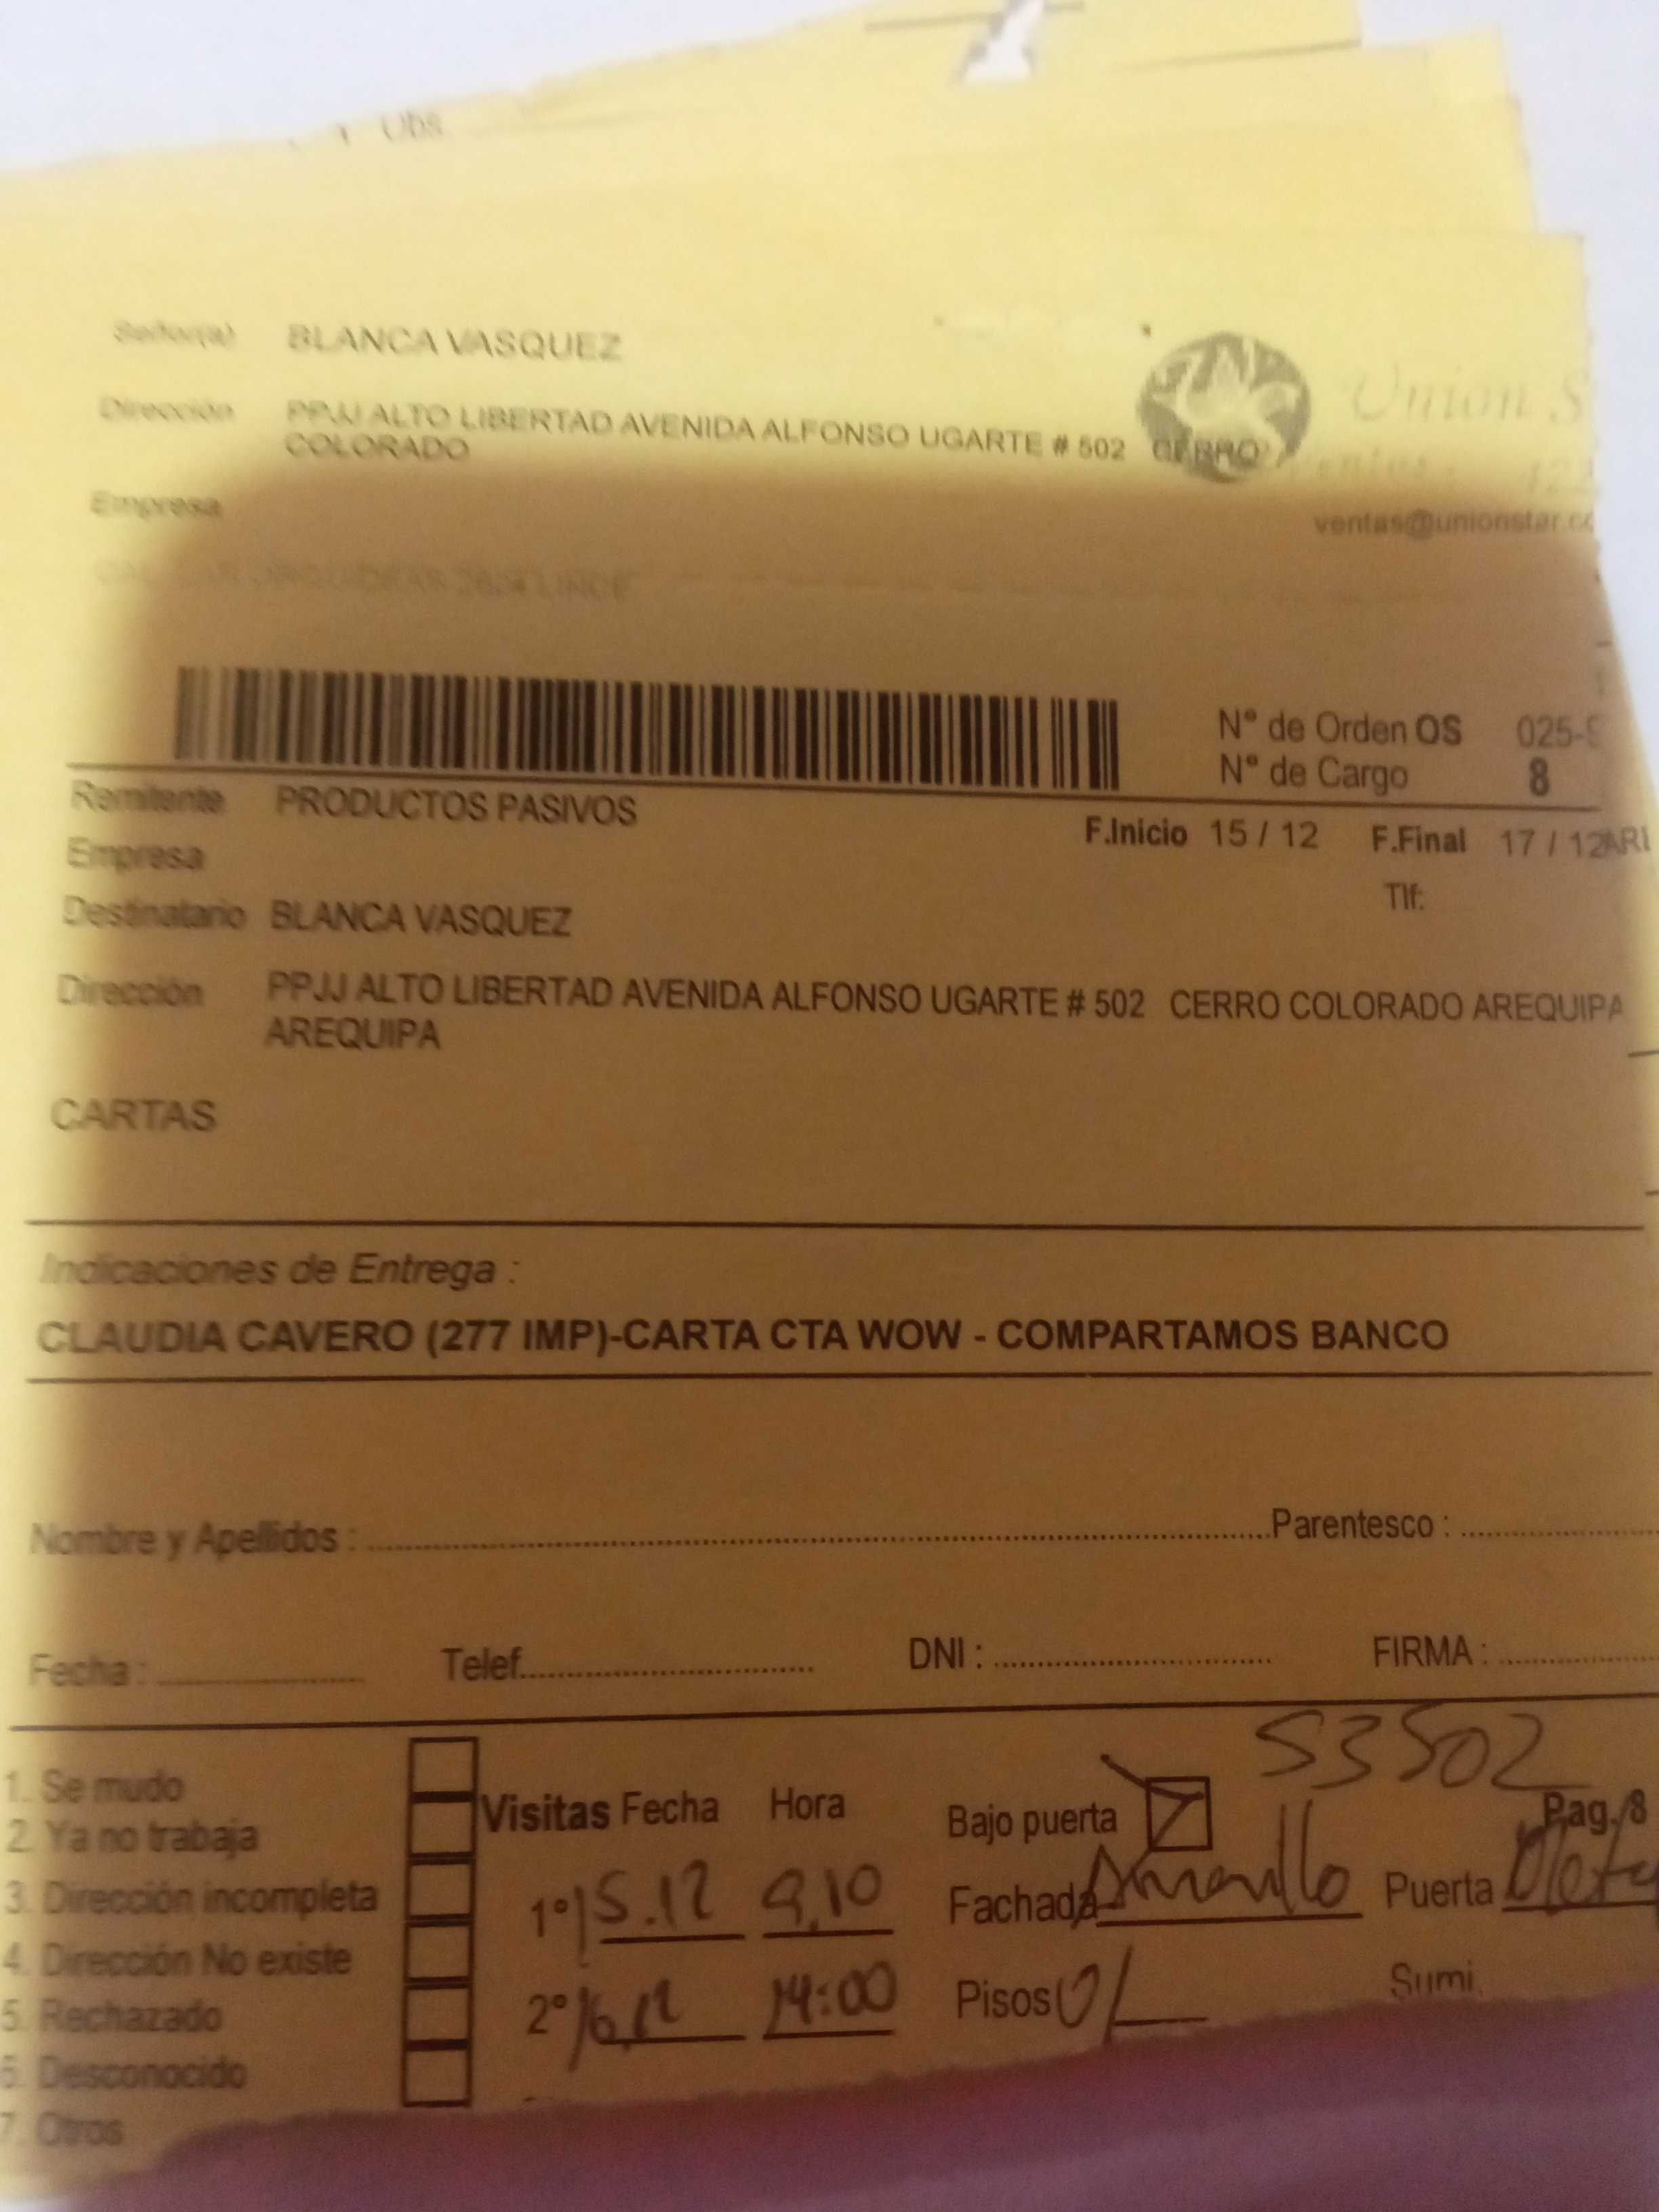 Obs.
Señor(a) BLANCA VASQUEZ
Dirección PPJJ ALTO LIBERTAD AVENIDA ALFONSO UGARTE # 502 CERRO
COLORADO
Union S
Empresa
ventas@unionstar.c
N° de Orden OS 025-9
N° de Cargo 8
Remitente PRODUCTOS PASIVOS
F.Inicio 15 / 12 F.Final 17 / 12
Empresa
Tlf:
Destinatario BLANCA VASQUEZ
Dirección PPJJ ALTO LIBERTAD AVENIDA ALFONSO UGARTE # 502 CERRO COLORADO AREQUIPA
AREQUIPA
CARTAS
Indicaciones de Entrega :
CLAUDIA CAVERO (277 IMP)-CARTA CTA WOW - COMPARTAMOS BANCO
Nombre y Apellidos : Parentesco :
Fecha : Telef. DNI : FIRMA :
53502
1. Se mudo
2. Ya no trabaja
3. Dirección incompleta
4. Dirección No existe
5. Rechazado
6. Desconocido
7. Otros
Visitas Fecha Hora
1° 15.12 9.10
2° 16.12 14:00
Bajo puerta
Pag. 8
Fachada Amarillo Puerta
Pisos 01 Sumi.